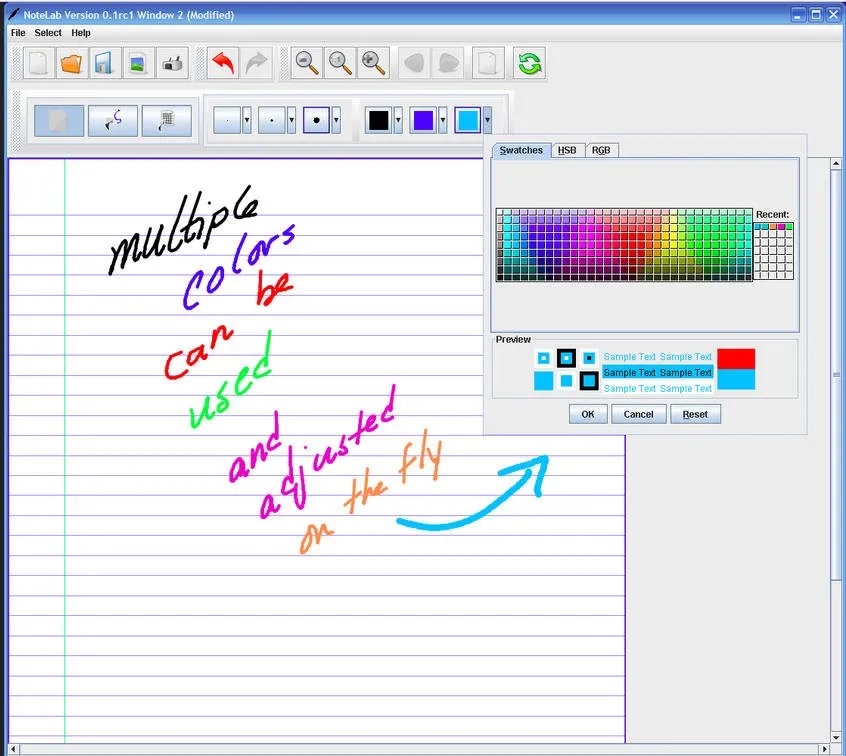 NoteLab Version 0.1rc1 Window 2 (Modified)
File Select Help
Swatches HSB RGB
Recent:
multiple
colors
can be
used
and
adjusted
on the fly
Preview
Sample Text Sample Text
Sample Text Sample Text
Sample Text Sample Text
OK Cancel Reset